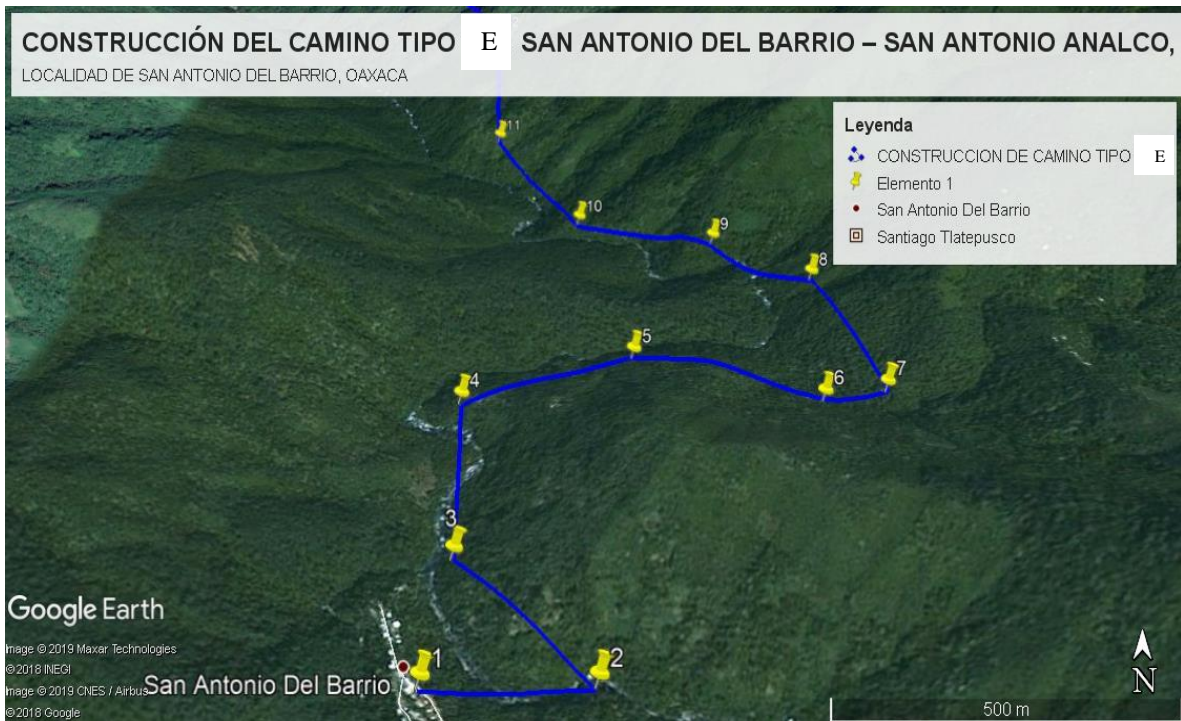 CONSTRUCCIÓN DEL CAMINO TIPO E SAN ANTONIO DEL BARRIO – SAN ANTONIO ANALCO,
LOCALIDAD DE SAN ANTONIO DEL BARRIO, OAXACA
Leyenda
CONSTRUCCION DE CAMINO TIPO E
Elemento 1
San Antonio Del Barrio
Santiago Tlatepusco
11
10
9
8
5
4
6
7
3
1
2
San Antonio Del Barrio
Google Earth
mage © 2019 Maxar Technologies
© 2018 INEGI
mage © 2019 CNES / Airbus
© 2018 Google
N
500 m